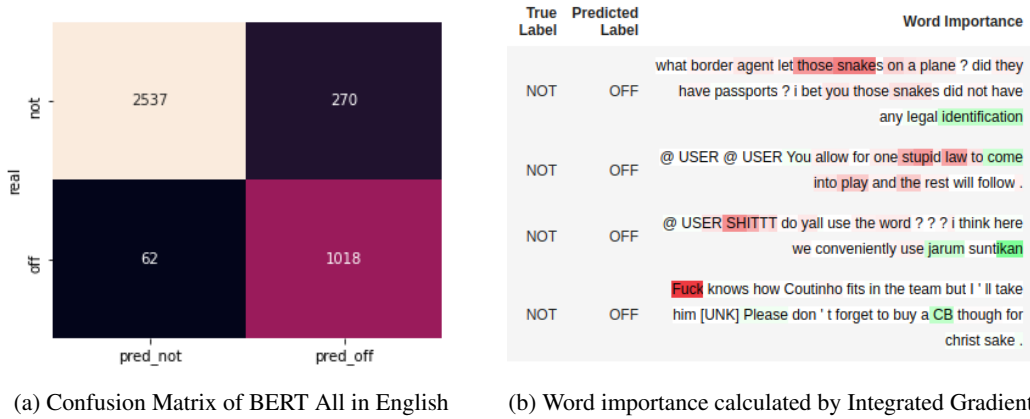 not
2537
270
real
off
62
1018
pred_not
pred_off
(a) Confusion Matrix of BERT All in English
True Label
Predicted Label
Word Importance
NOT
OFF
what border agent let those snakes on a plane ? did they
have passports ? i bet you those snakes did not have
any legal identification
NOT
OFF
@ USER @ USER You allow for one stupid law to come
into play and the rest will follow .
NOT
OFF
@ USER SHITTT do yall use the word ? ? ? i think here
we conveniently use jarum suntikan
NOT
OFF
Fuck knows how Coutinho fits in the team but I ' ll take
him [UNK] Please don ' t forget to buy a CB though for
christ sake .
(b) Word importance calculated by Integrated Gradien